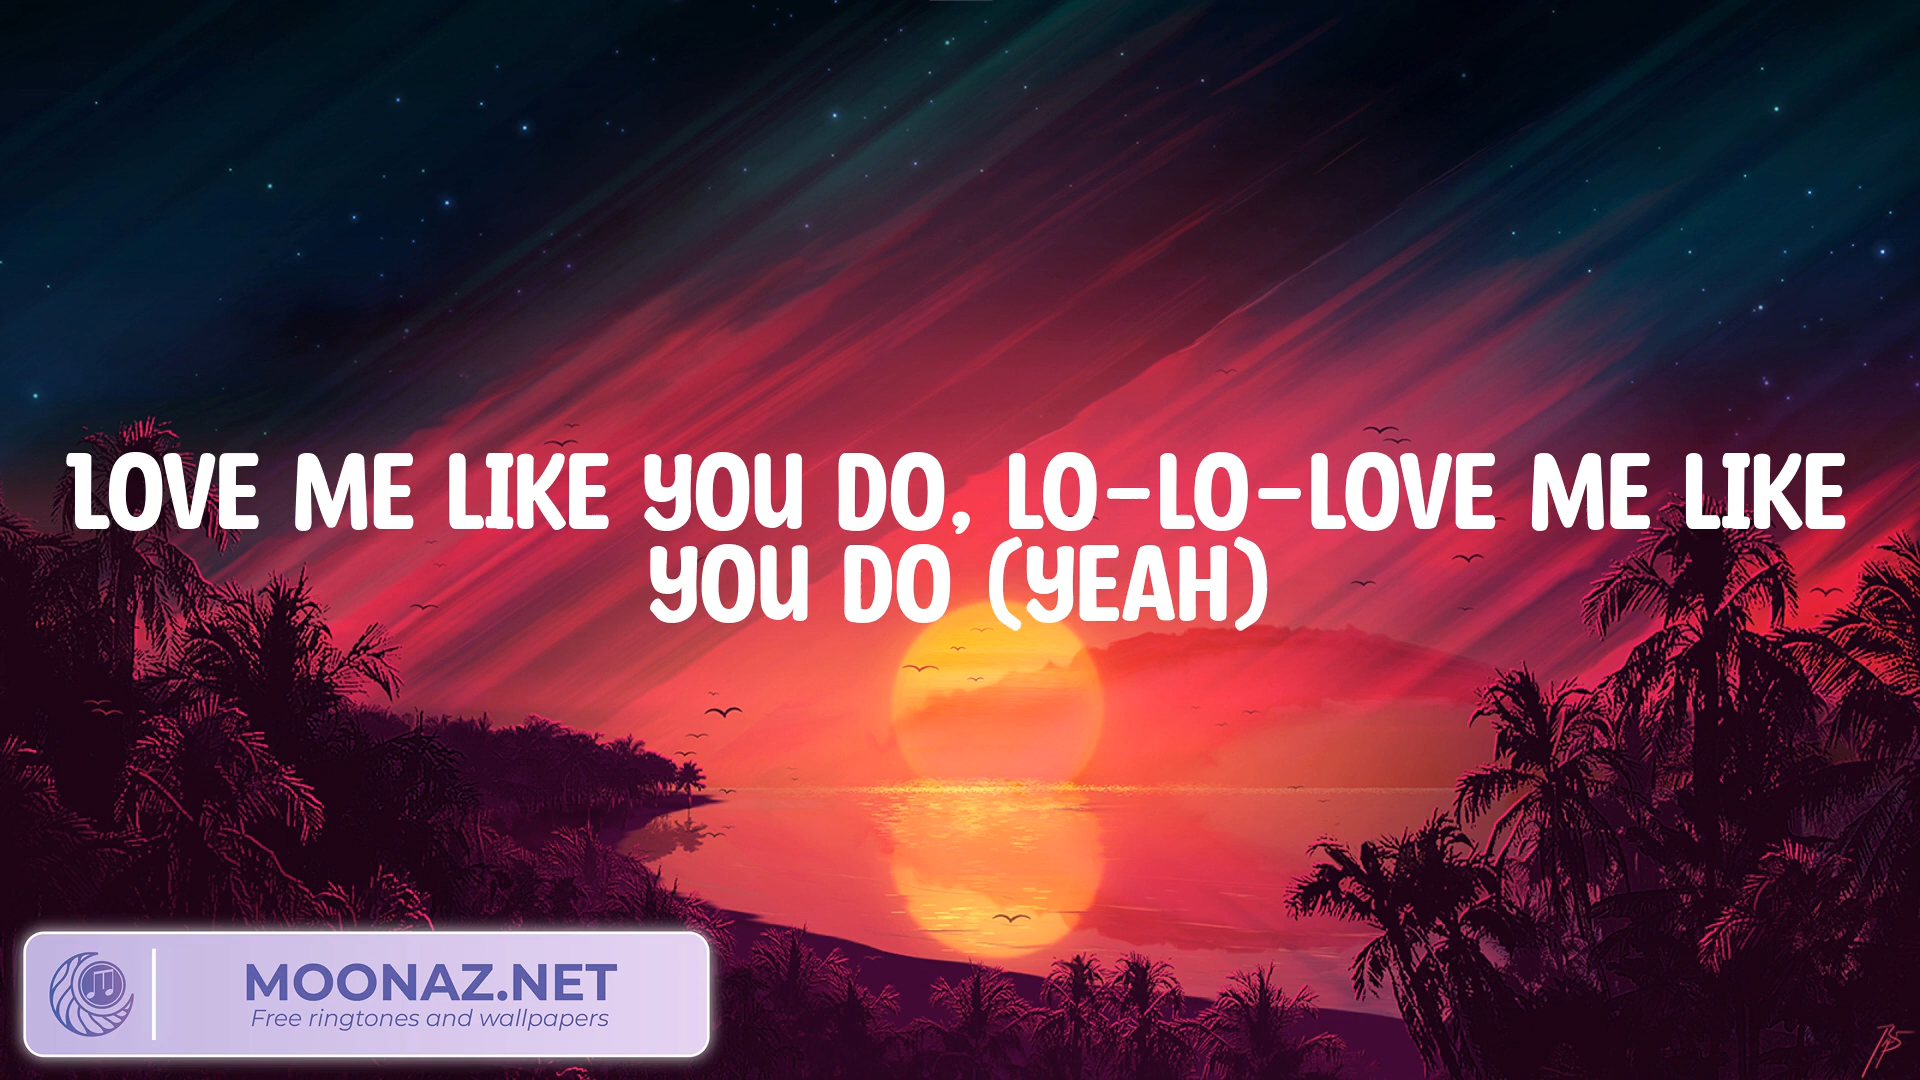 LOVE ME LIKE YOU DO, LO-LO-LOVE ME LIKE
YOU DO (YEAH)
MOONAZ.NET
Free ringtones and wallpapers